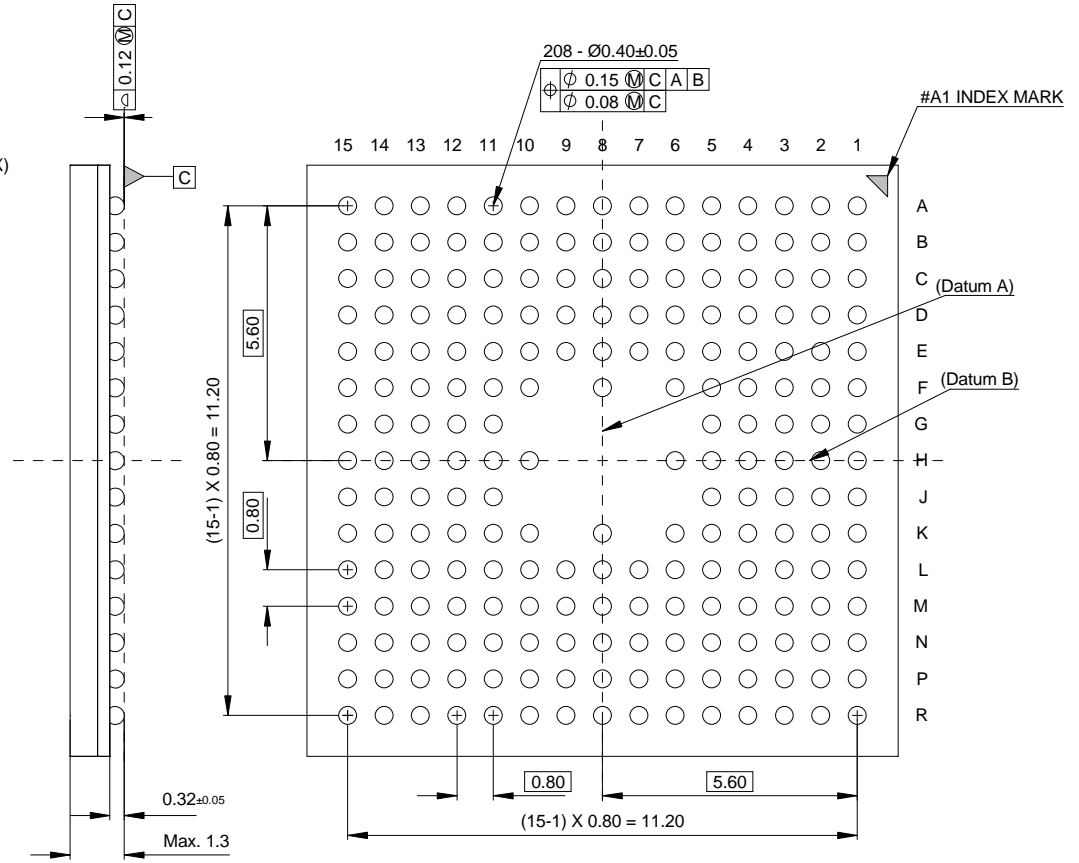 0.12 Ⓜ C
208 - Ø0.40±0.05
⌀ 0.15 Ⓜ C A B
⌀ 0.08 Ⓜ C
#A1 INDEX MARK
X)
C
15 14 13 12 11 10 9 8 7 6 5 4 3 2 1
A
B
C
(Datum A)
D
E
F
(Datum B)
G
H
J
K
L
M
N
P
R
5.60
(15-1) X 0.80 = 11.20
0.80
0.80
5.60
(15-1) X 0.80 = 11.20
0.32±0.05
Max. 1.3